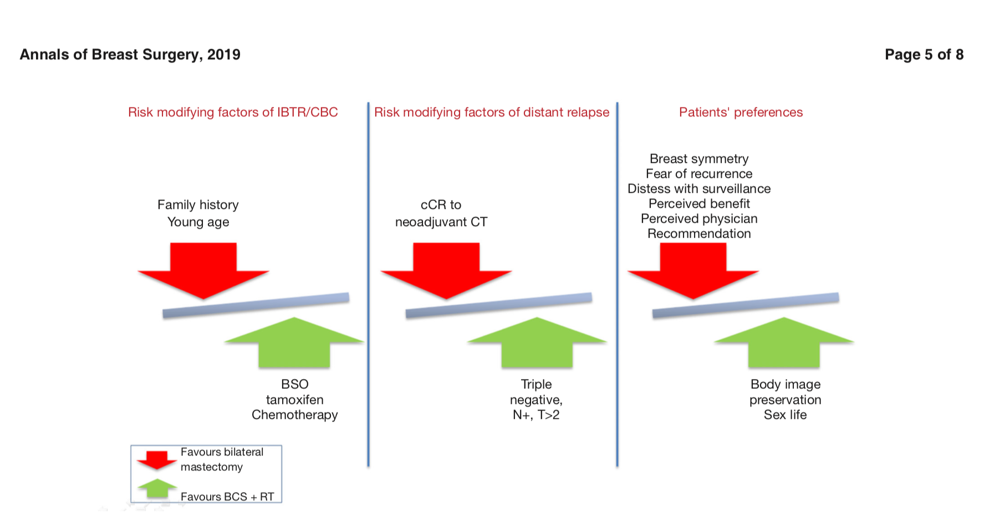 Annals of Breast Surgery, 2019
Page 5 of 8
Risk modifying factors of IBTR/CBC
Risk modifying factors of distant relapse
Patients' preferences
Family history
Young age
cCR to
neoadjuvant CT
Breast symmetry
Fear of recurrence
Distess with surveillance
Perceived benefit
Perceived physician
Recommendation
BSO
tamoxifen
Chemotherapy
Triple
negative,
N+, T>2
Body image
preservation
Sex life
Favours bilateral
mastectomy
Favours BCS + RT